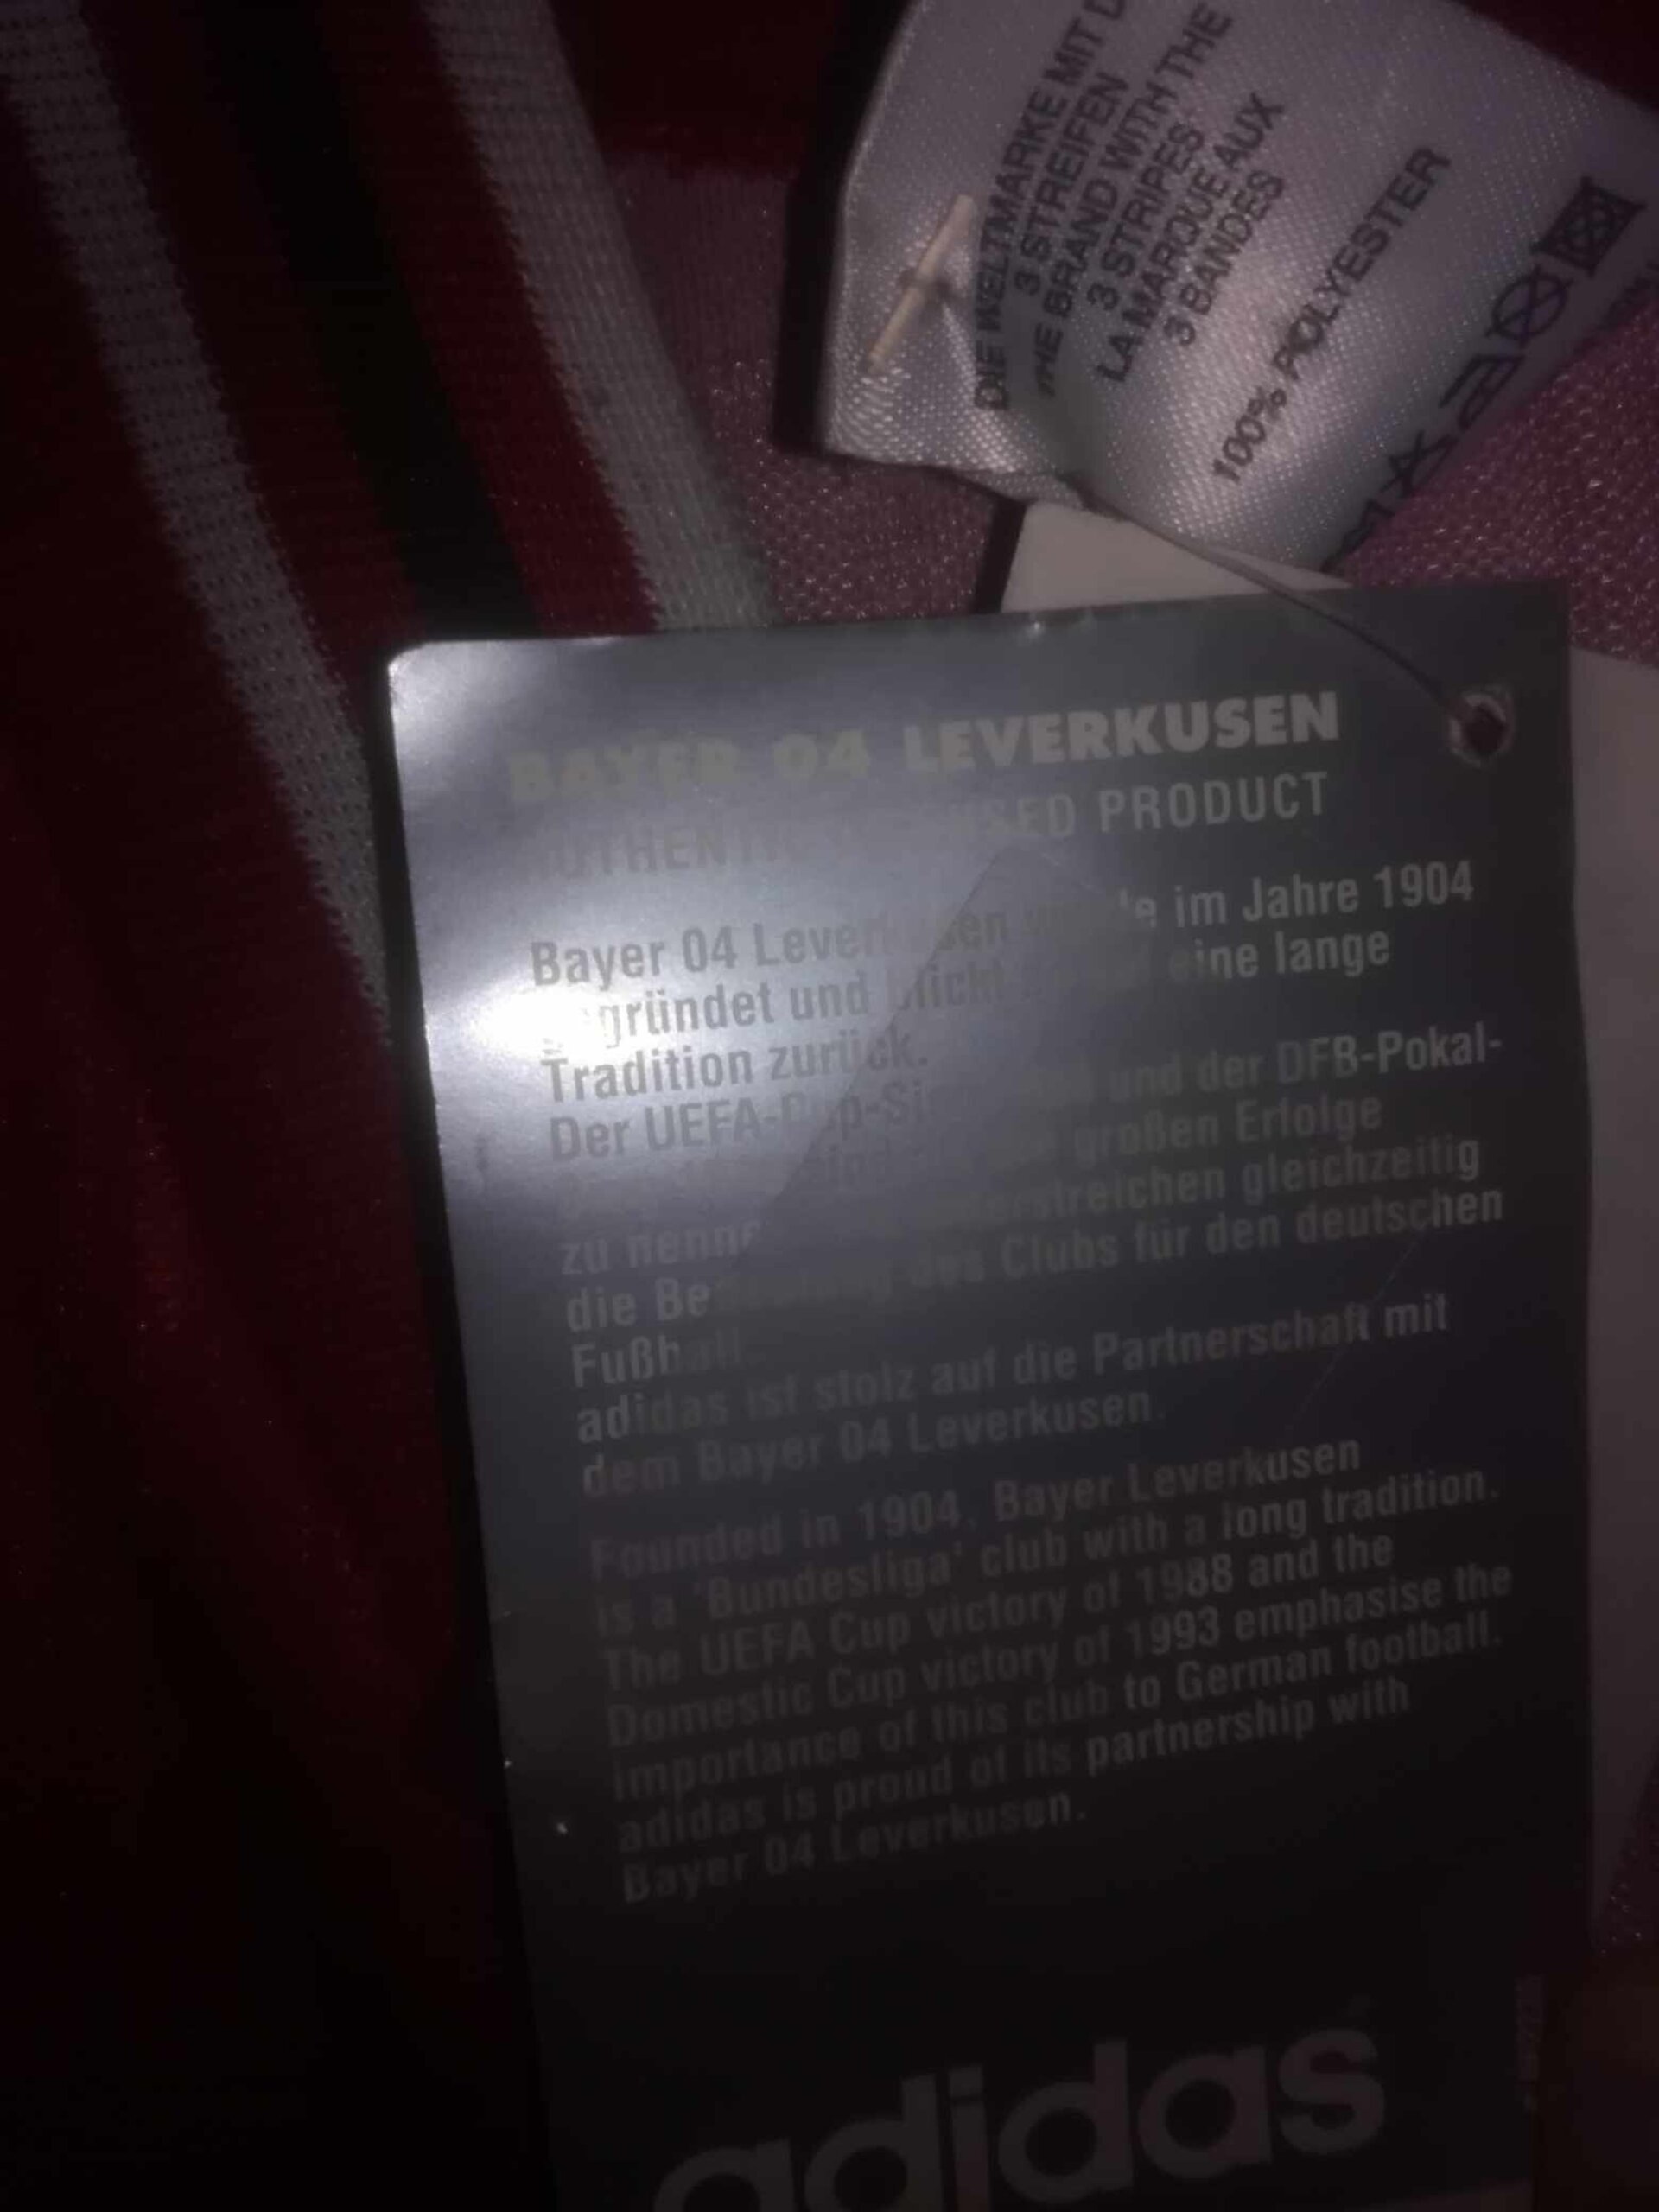 DIE WELTMARKE MIT D
3 STREIFEN
THE BRAND WITH THE
3 STRIPES
LA MARQUE AUX
3 BANDES
100% POLYESTER
BAYER 04 LEVERKUSEN
PRODUCT
Bayer 04 im Jahre 1904
und eine lange
Tradition zurück.
Der und der DFB-Pokal-
großen Erfolge
zu gleichzeitig
die des Clubs für den deutschen
adidas ist stolz auf die Partnerschaft mit
dem Bayer 04 Leverkusen.
Founded in 1904, Bayer Leverkusen
is a 'Bundesliga' club with a long tradition.
The UEFA Cup victory of 1988 and the
Domestic Cup victory of 1993 emphasise the
importance of this club to German football.
adidas is proud of its partnership with
Bayer 04 Leverkusen.
adidas